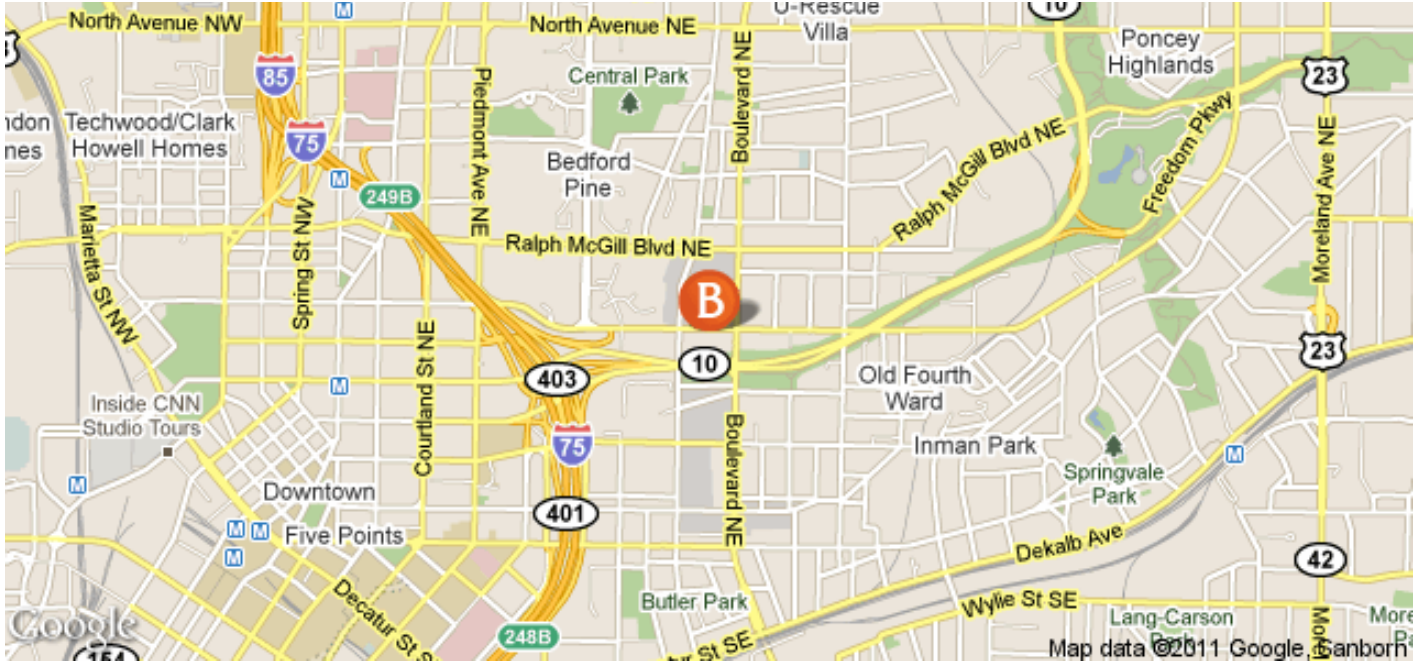 North Avenue NW
North Avenue NE
U-Rescue
Villa
10
Poncey
Highlands
23
85
Central Park
Piedmont Ave NE
Boulevard NE
Techwood/Clark
Howell Homes
75
Bedford
Pine
Ralph McGill Blvd NE
Freedom Pkwy
Moreland Ave NE
249B
Marietta St NW
Spring St NW
Ralph McGill Blvd NE
B
Courtland St NE
10
23
403
Old Fourth
Ward
Inside CNN
Studio Tours
75
Boulevard NE
Inman Park
Springvale
Park
M
Downtown
Five Points
401
Dekalb Ave
42
Decatur St
Butler Park
Wylie St SE
Lang-Carson
Park
Google
154
248B
St SE
Map data ©2011 Google, Sanborn